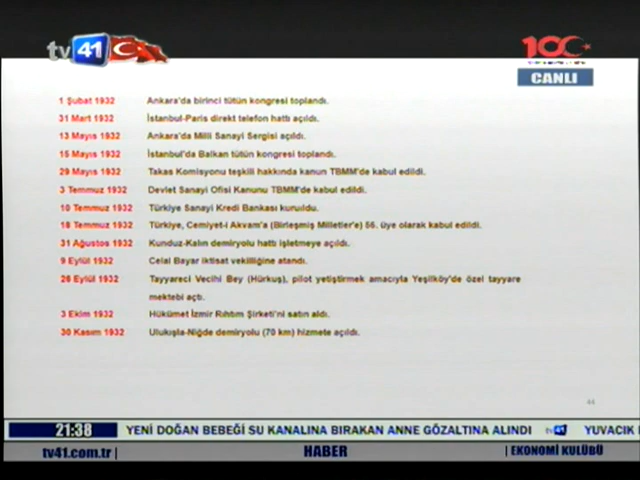 tv41
100
CANLI
1 Şubat 1932 Ankara'da birinci tütün kongresi toplandı.
31 Mart 1932 İstanbul-Paris direkt telefon hattı açıldı.
13 Mayıs 1932 Ankara'da Milli Sanayi Sergisi açıldı.
15 Mayıs 1932 İstanbul'da Balkan tütün kongresi toplandı.
29 Mayıs 1932 Takas Komisyonu teşkili hakkında kanun TBMM'de kabul edildi.
3 Temmuz 1932 Devlet Sanayi Ofisi Kanunu TBMM'de kabul edildi.
10 Temmuz 1932 Türkiye Sanayi Kredi Bankası kuruldu.
18 Temmuz 1932 Türkiye, Cemiyet-i Akvam'a (Birleşmiş Milletler'e) 56. üye olarak kabul edildi.
31 Ağustos 1932 Kunduz-Kalın demiryolu hattı işletmeye açıldı.
9 Eylül 1932 Celal Bayar iktisat vekilliğine atandı.
26 Eylül 1932 Tayyareci Vecihi Bey (Hürkuş), pilot yetiştirmek amacıyla Yeşilköy'de özel tayyare
mektebi açtı.
3 Ekim 1932 Hükümet İzmir Rıhtım Şirketi'ni satın aldı.
30 Kasım 1932 Ulukışla-Niğde demiryolu (70 km) hizmete açıldı.
44
21:38 YENİ DOĞAN BEBEĞİ SU KANALINA BIRAKAN ANNE GÖZALTINA ALINDI tv41 YUVACIK B
tv41.com.tr | HABER | EKONOMİ KULÜBÜ